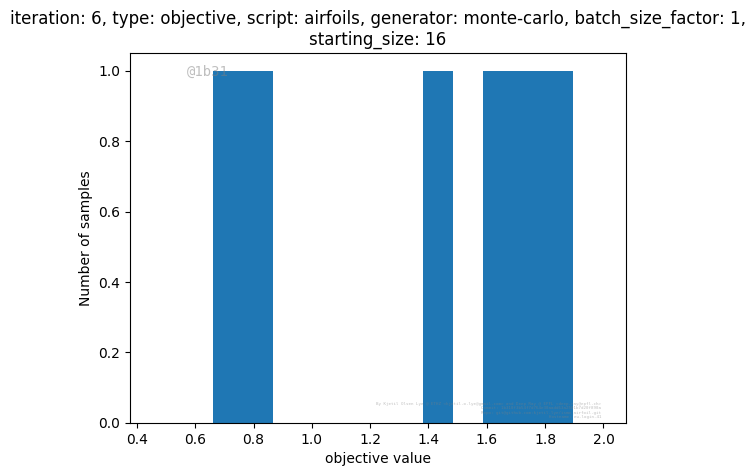 iteration: 6, type: objective, script: airfoils, generator: monte-carlo, batch_size_factor: 1,
starting_size: 16
@1b31
1.0
0.8
0.6
0.4
0.2
0.0
Number of samples
0.4 0.6 0.8 1.0 1.2 1.4 1.6 1.8 2.0
objective value